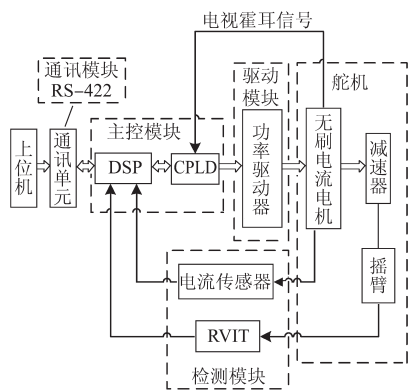 电视霍耳信号
通讯模块
RS-422
驱动
模块
舵机
主控模块
上位机
通讯单元
DSP
CPLD
功率驱动器
无刷电流电机
减速器
摇臂
电流传感器
RVIT
检测模块